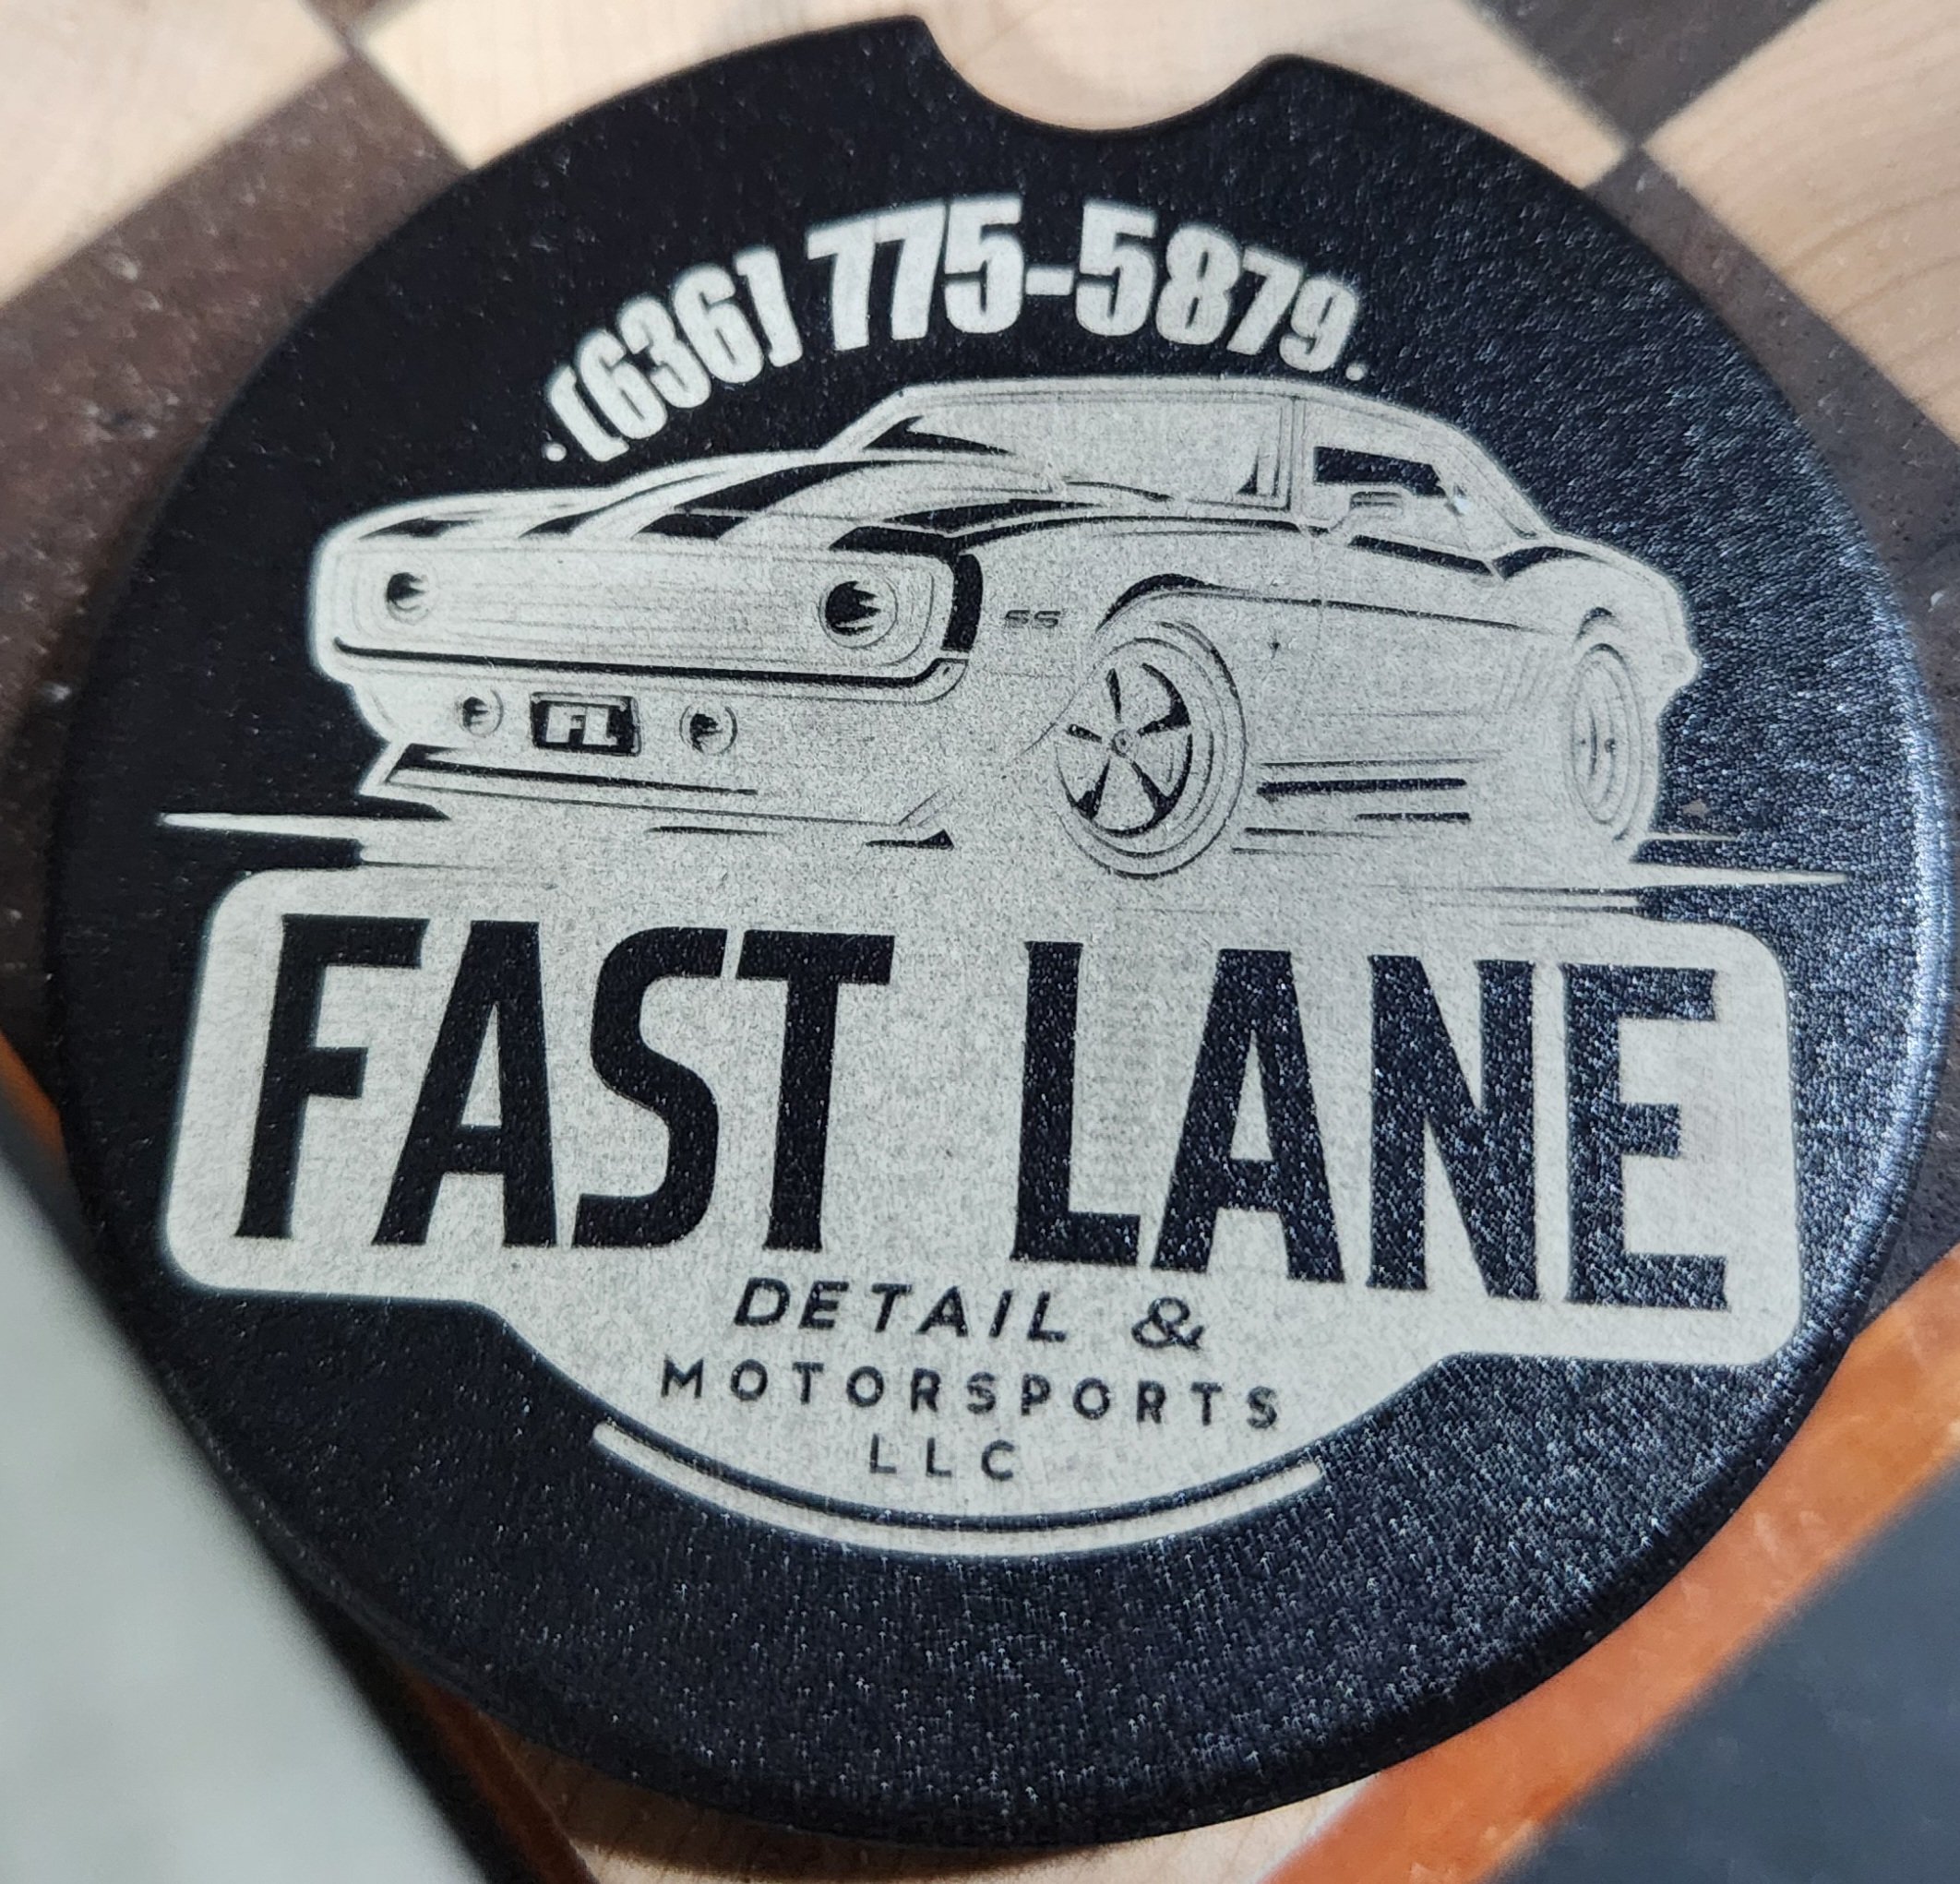 [636] 775-5879
SS
FL
FAST LANE
DETAIL &
MOTORSPORTS
LLC